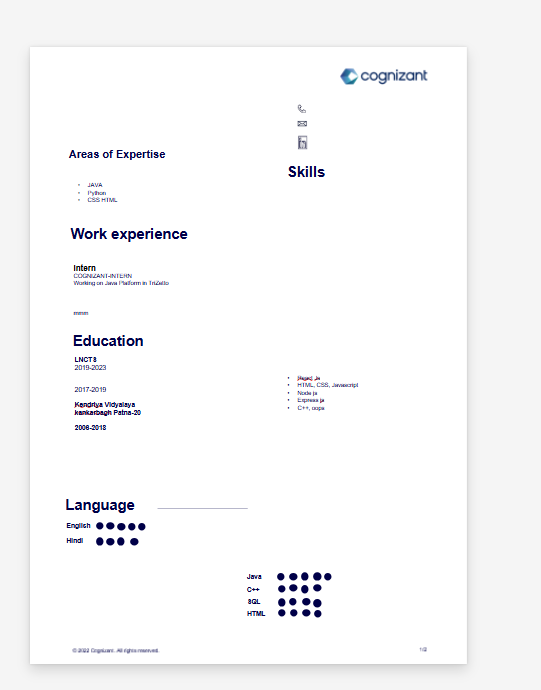 cognizant
Areas of Expertise
• JAVA
• Python
• CSS HTML
Skills
Work experience
Intern
COGNIZANT-INTERN
Working on Java Platform in TriZetto
mmm
Education
LNCTS
2019-2023
2017-2019
Kendriya Vidyalaya
kankarbagh Patna-20
2006-2018
• React Js
• HTML, CSS, Javascript
• Node js
• Express js
• C++, oops
Language
English
Hindi
Java
C++
SQL
HTML
© 2022 Cognizant. All rights reserved.
1/2